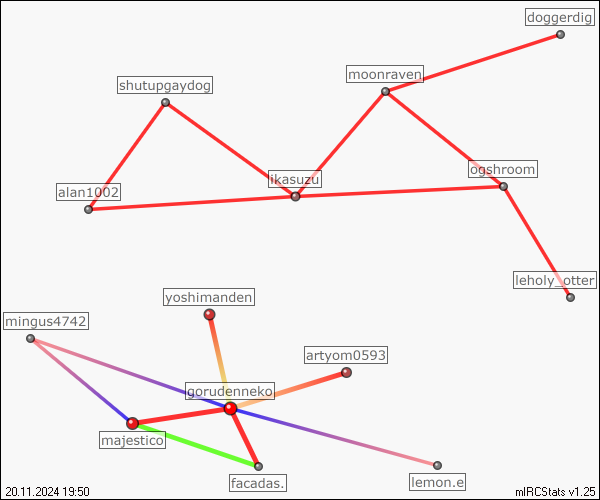 doggerdig
moonraven
shutupgaydog
ogshroom
ikasuzu
alan1002
leholy_otter
yoshimanden
mingus4742
artyom0593
gorudenneko
majestico
facadas.
lemon.e
20.11.2024 19:50
mIRCStats v1.25